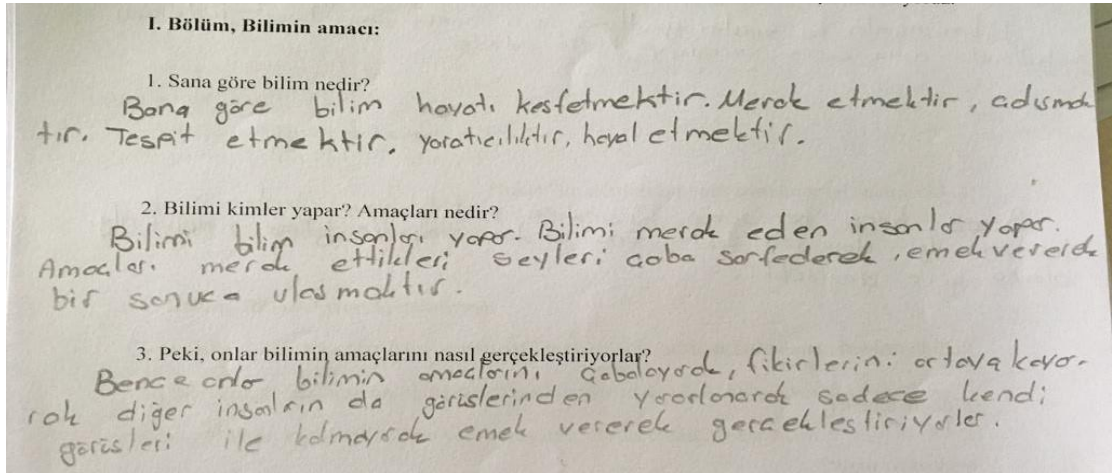 I. Bölüm, Bilimin amacı:
1. Sana göre bilim nedir?
Bana göre bilim hayatı keşfetmektir. Merak etmektir,
tır. Tespit etmektir, yaratıcılıktır, hayal etmektir.
2. Bilimi kimler yapar? Amaçları nedir?
Bilimi bilim insanları yapar. Bilimi merak eden insanlar yapar.
Amaçları merak ettikleri şeyleri çaba sarfederek, emek vererek
bir sonuca ulaşmaktır.
3. Peki, onlar bilimin amaçlarını nasıl gerçekleştiriyorlar?
Bence onlar bilimin amaçlarını çabalayarak, fikirlerini ortaya koya-
rak diğer insanların da görüşlerinden yararlanarak sadece kendi
görüşleri ile kalmayarak emek vererek gerçekleştiriyorlar.